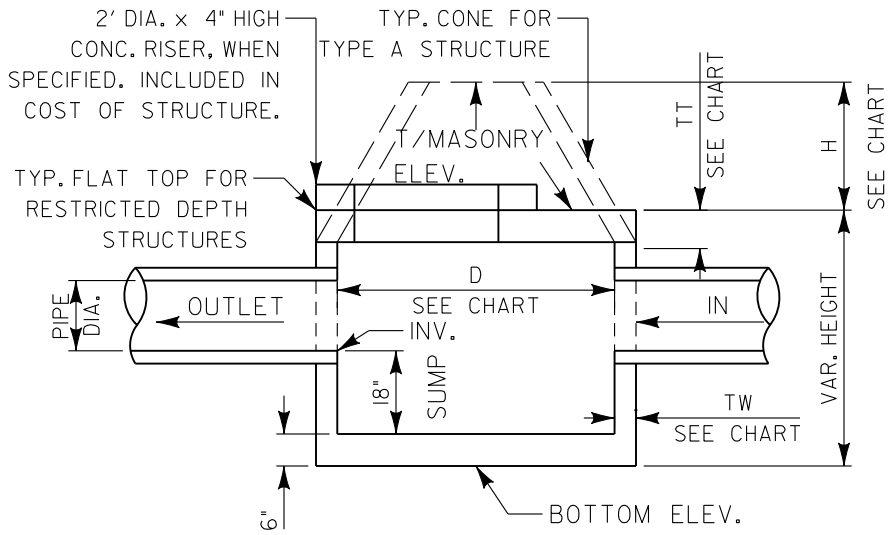 2' DIA. x 4" HIGH
CONC. RISER, WHEN
SPECIFIED. INCLUDED IN
COST OF STRUCTURE.
TYP. CONE FOR
TYPE A STRUCTURE
TT
SEE CHART
H
SEE CHART
T/MASONRY
ELEV.
TYP. FLAT TOP FOR
RESTRICTED DEPTH
STRUCTURES
D
SEE CHART
PIPE
DIA.
OUTLET
IN
INV.
18"
SUMP
VAR. HEIGHT
TW
SEE CHART
6"
BOTTOM ELEV.